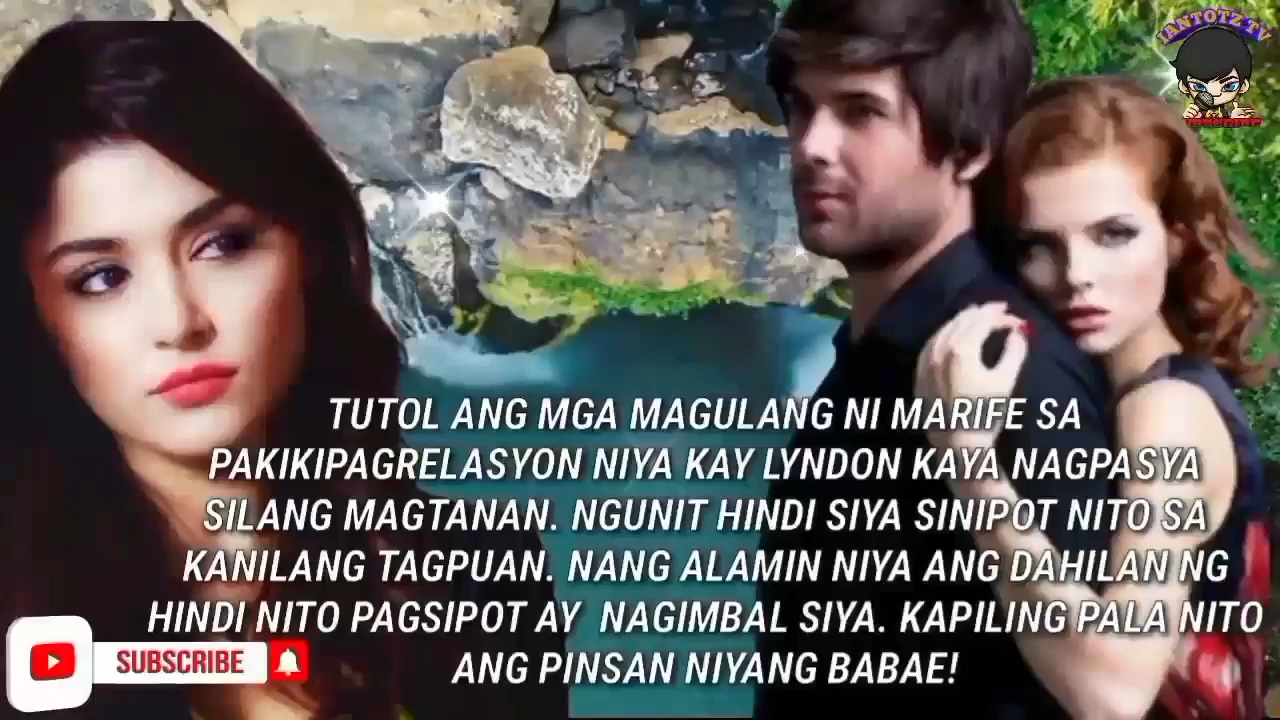 JANTOTZ TV
TUTOL ANG MGA MAGULANG NI MARIFE SA
PAKIKIPAGRELASYON NIYA KAY LYNDON KAYA NAGPASYA
SILANG MAGTANAN. NGUNIT HINDI SIYA SINIPOT NITO SA
KANILANG TAGPUAN. NANG ALAMIN NIYA ANG DAHILAN NG
HINDI NITO PAGSIPOT AY NAGIMBAL SIYA. KAPILING PALA NITO
ANG PINSAN NIYANG BABAE!
SUBSCRIBE